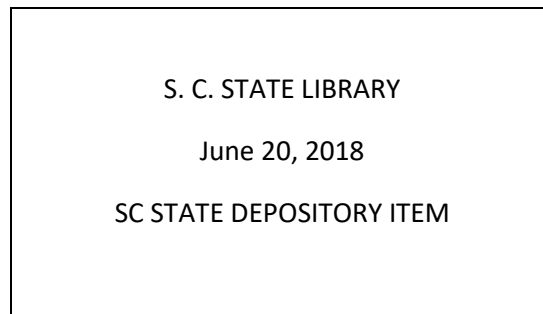 S. C. STATE LIBRARY
June 20, 2018
SC STATE DEPOSITORY ITEM